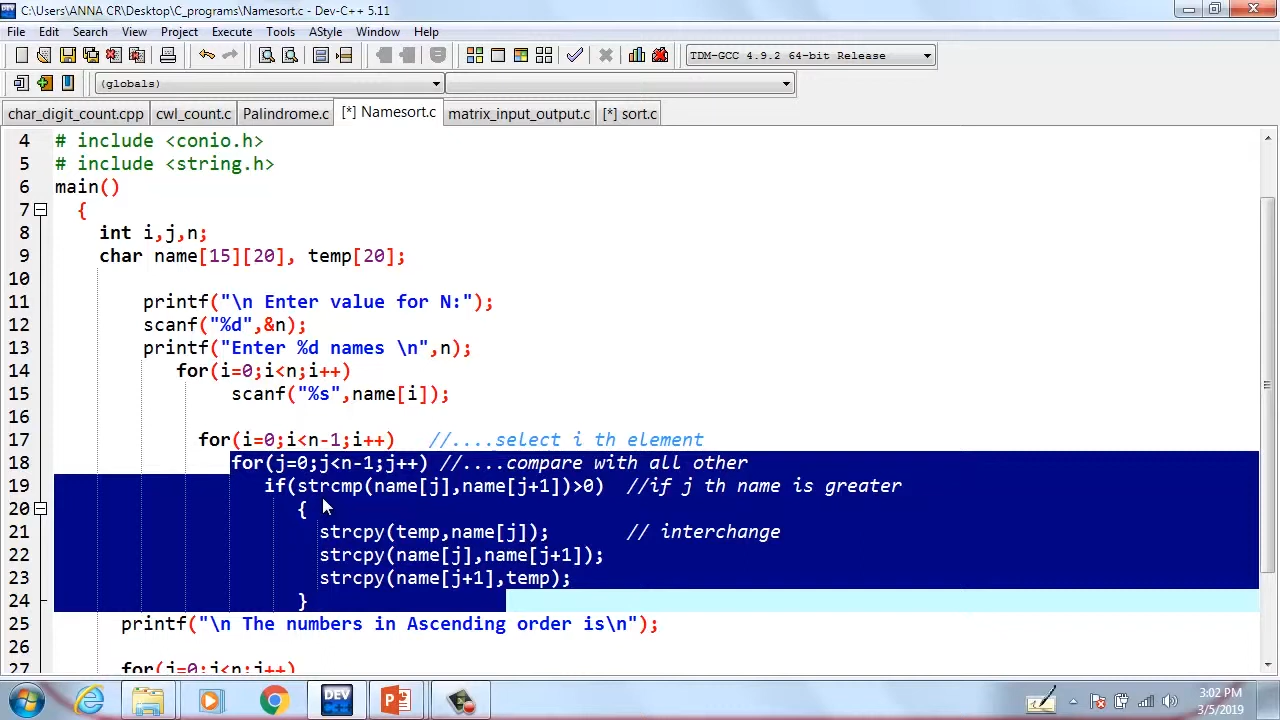 C:\Users\ANNA CR\Desktop\C_programs\Namesort.c - Dev-C++ 5.11
File Edit Search View Project Execute Tools AStyle Window Help
TDM-GCC 4.9.2 64-bit Release
(globals)
char_digit_count.cpp cwl_count.c Palindrome.c [*] Namesort.c matrix_input_output.c [*] sort.c
4 # include <conio.h>
5 # include <string.h>
6 main()
7 {
8 int i,j,n;
9 char name[15][20], temp[20];
10
11 printf("\n Enter value for N:");
12 scanf("%d",&n);
13 printf("Enter %d names \n",n);
14 for(i=0;i<n;i++)
15 scanf("%s",name[i]);
16
17 for(i=0;i<n-1;i++) //....select i th element
18 for(j=0;j<n-1;j++) //....compare with all other
19 if(strcmp(name[j],name[j+1])>0) //if j th name is greater
20 {
21 strcpy(temp,name[j]); // interchange
22 strcpy(name[j],name[j+1]);
23 strcpy(name[j+1],temp);
24 }
25 printf("\n The numbers in Ascending order is\n");
26
27 for(i=0;i<n;i++)
DEV
3:02 PM
3/5/2019